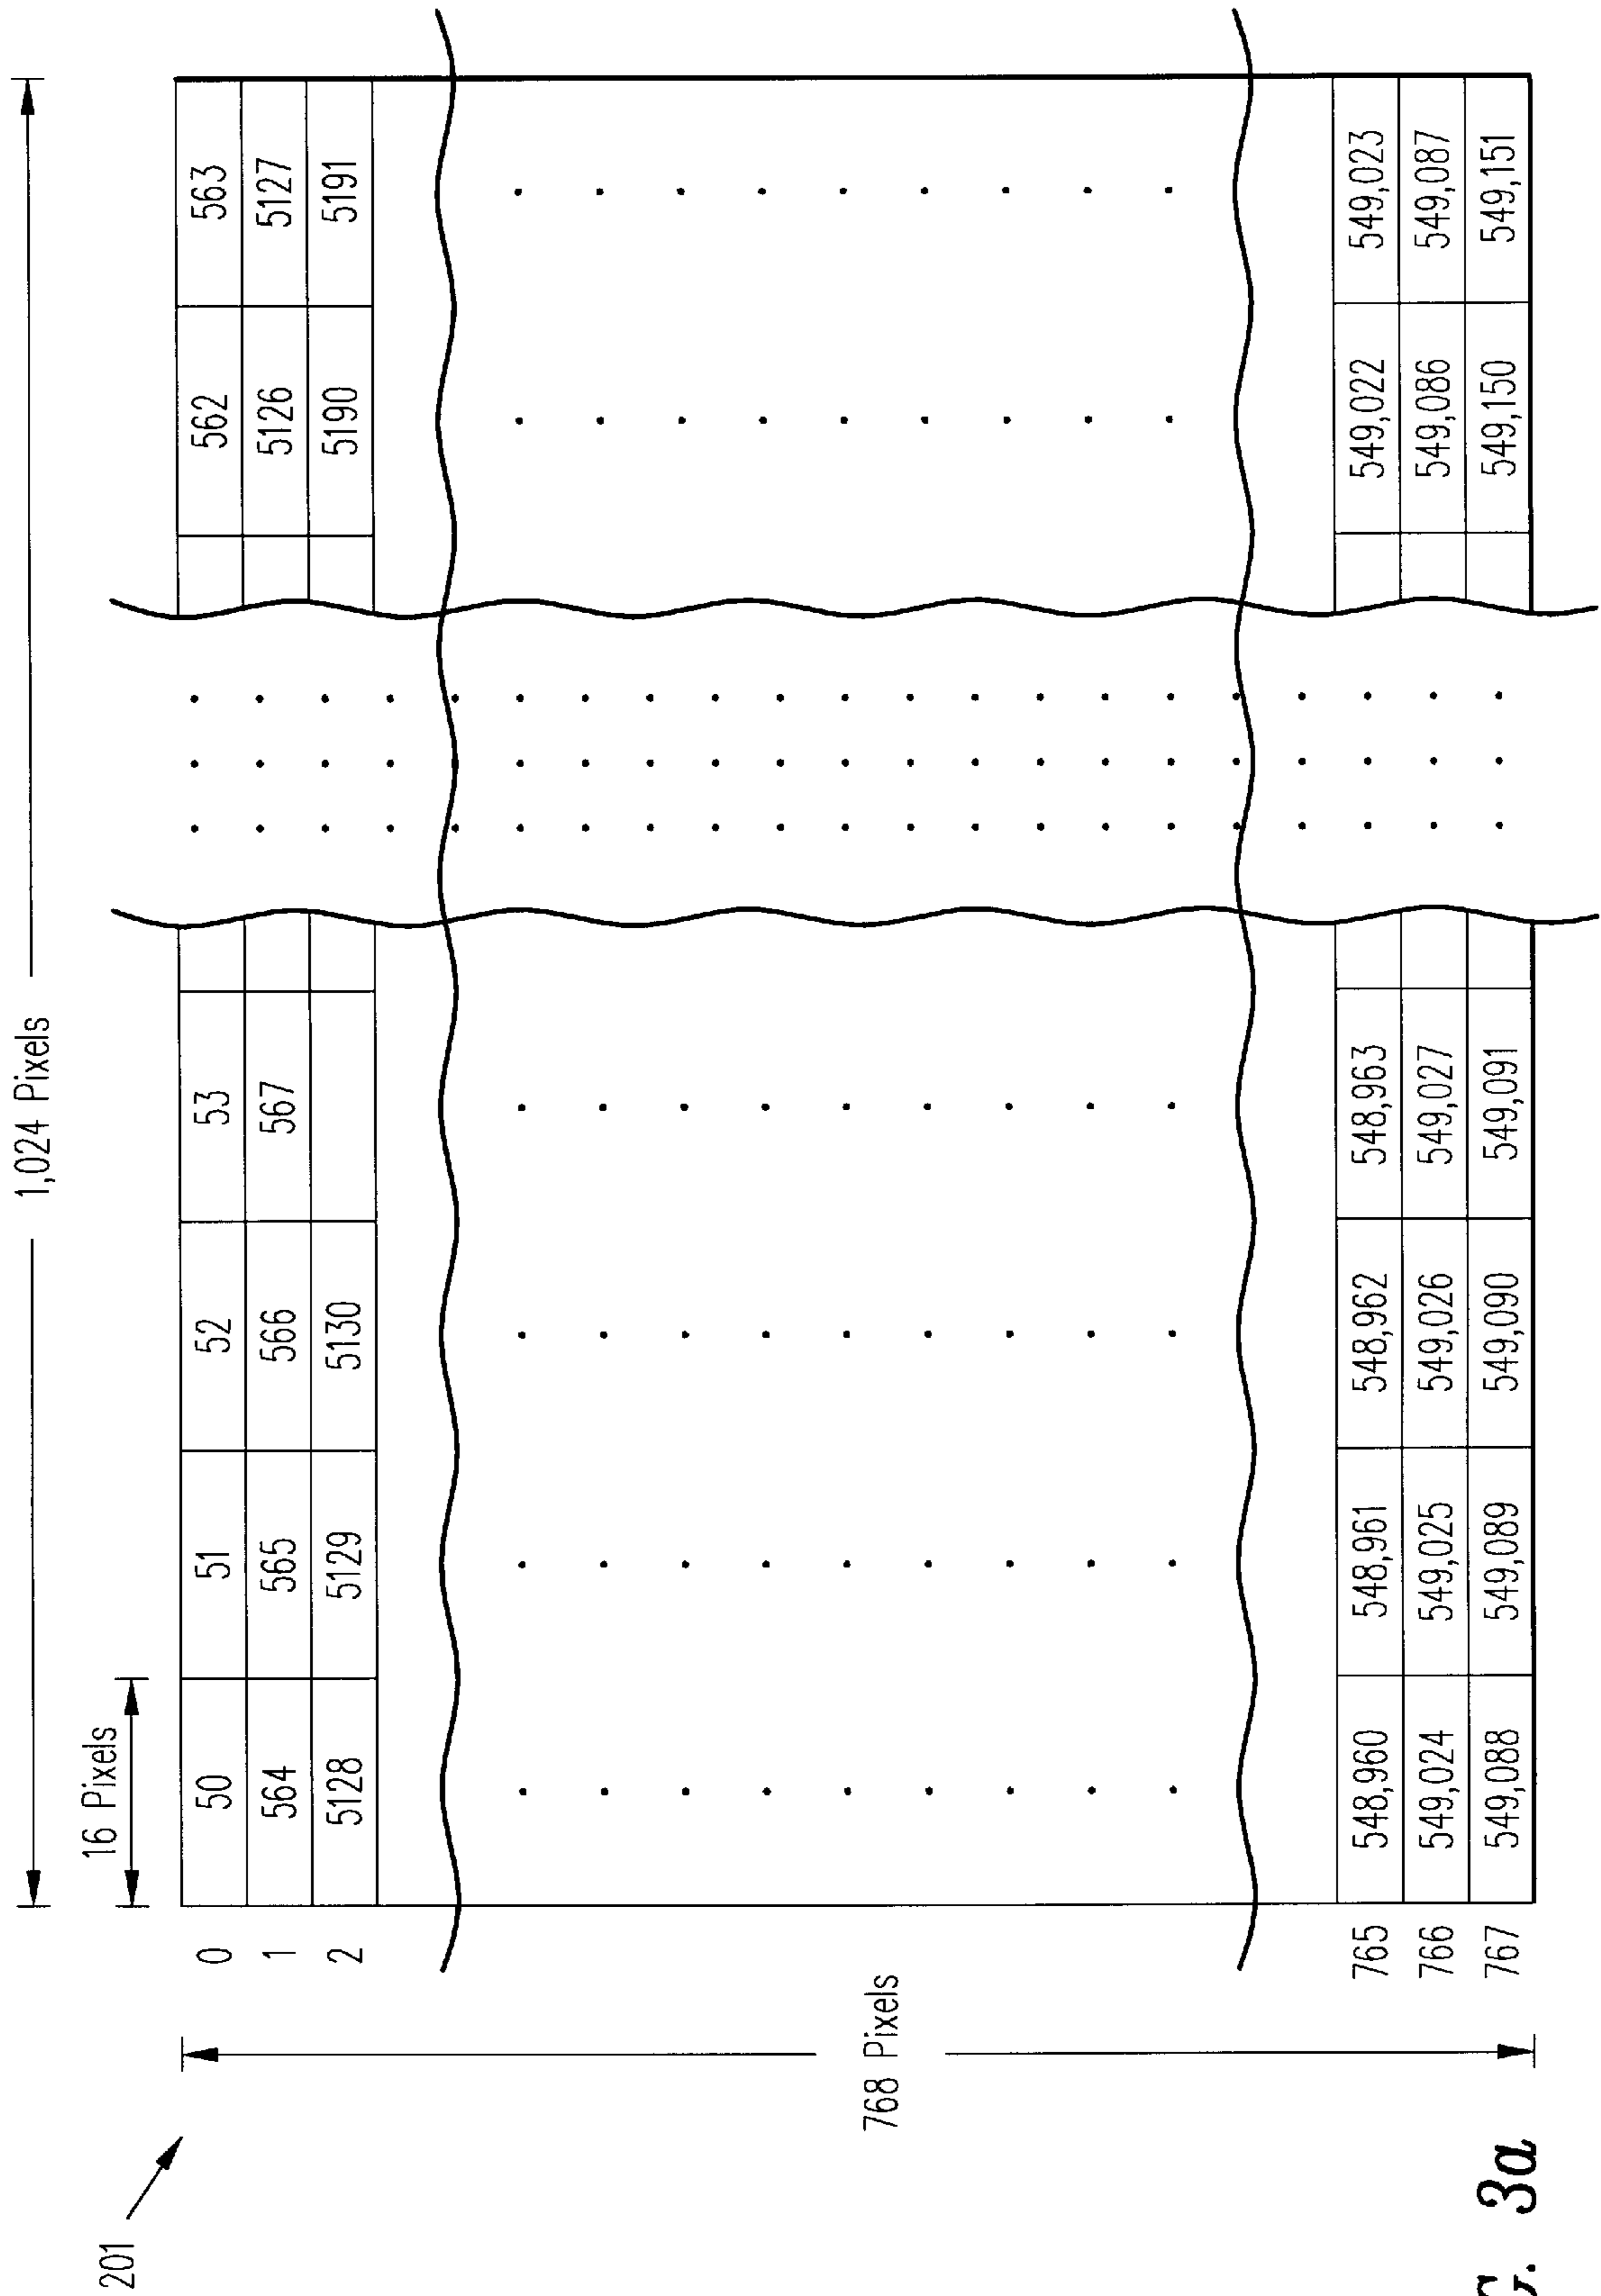 201
1,024 Pixels
16 Pixels
768 Pixels
0 50 51 52 53 562 563
1 564 565 566 567 5126 5127
2 5128 5129 5130 5190 5191
765 548,960 548,961 548,962 548,963 549,022 549,023
766 549,024 549,025 549,026 549,027 549,086 549,087
767 549,088 549,089 549,090 549,091 549,150 549,151
3a